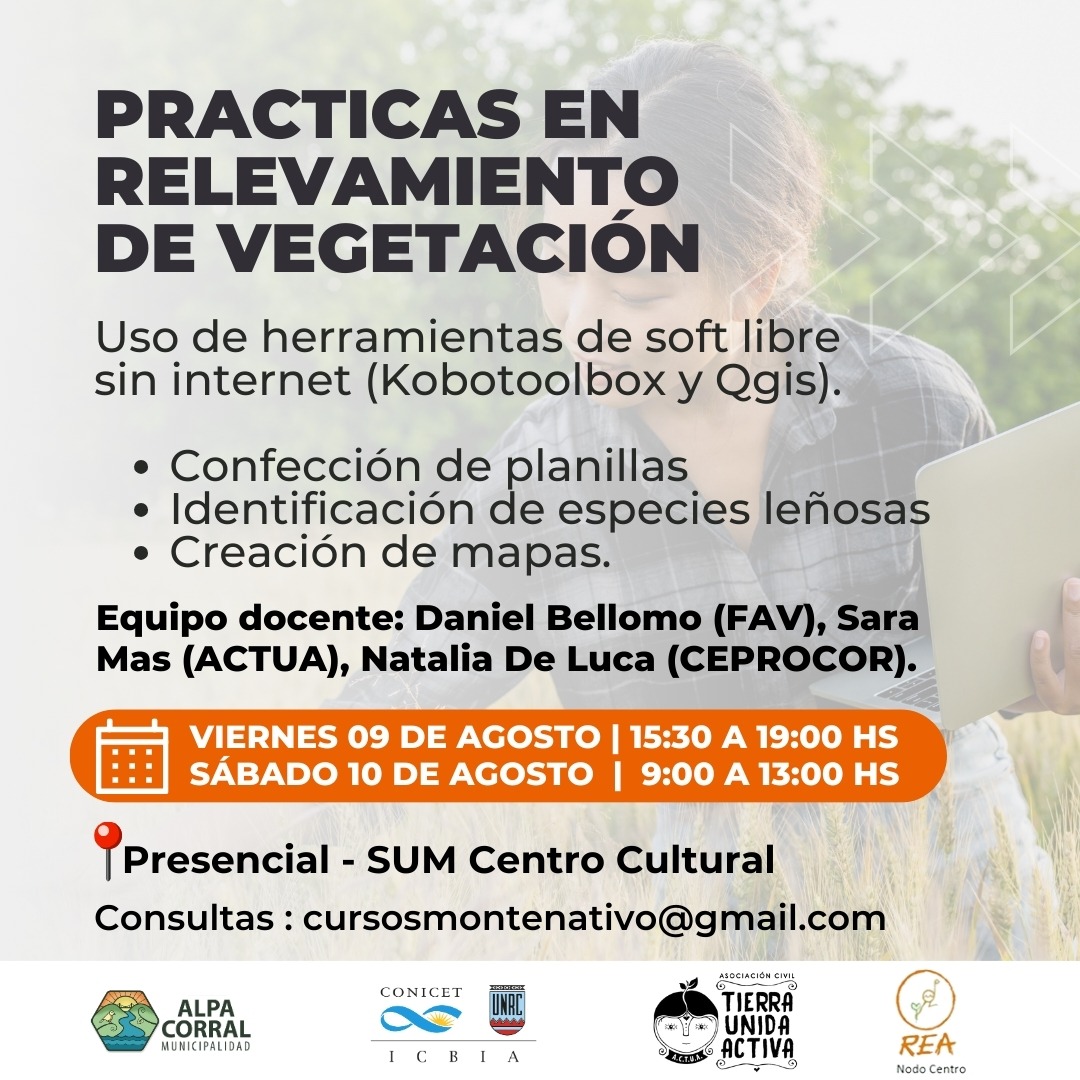 PRACTICAS EN
RELEVAMIENTO
DE VEGETACIÓN
Uso de herramientas de soft libre
sin internet (Kobotoolbox y Qgis).
• Confección de planillas
• Identificación de especies leñosas
• Creación de mapas.
Equipo docente: Daniel Bellomo (FAV), Sara
Mas (ACTUA), Natalia De Luca (CEPROCOR).
VIERNES 09 DE AGOSTO | 15:30 A 19:00 HS
SÁBADO 10 DE AGOSTO | 9:00 A 13:00 HS
Presencial - SUM Centro Cultural
Consultas : cursosmontenativo@gmail.com
ALPA
CORRAL
MUNICIPALIDAD
CONICET
UNRC
I C B I A
ASOCIACIÓN CIVIL
TIERRA
UNIDA
ACTIVA
A.C.T.U.A.
REA
Nodo Centro